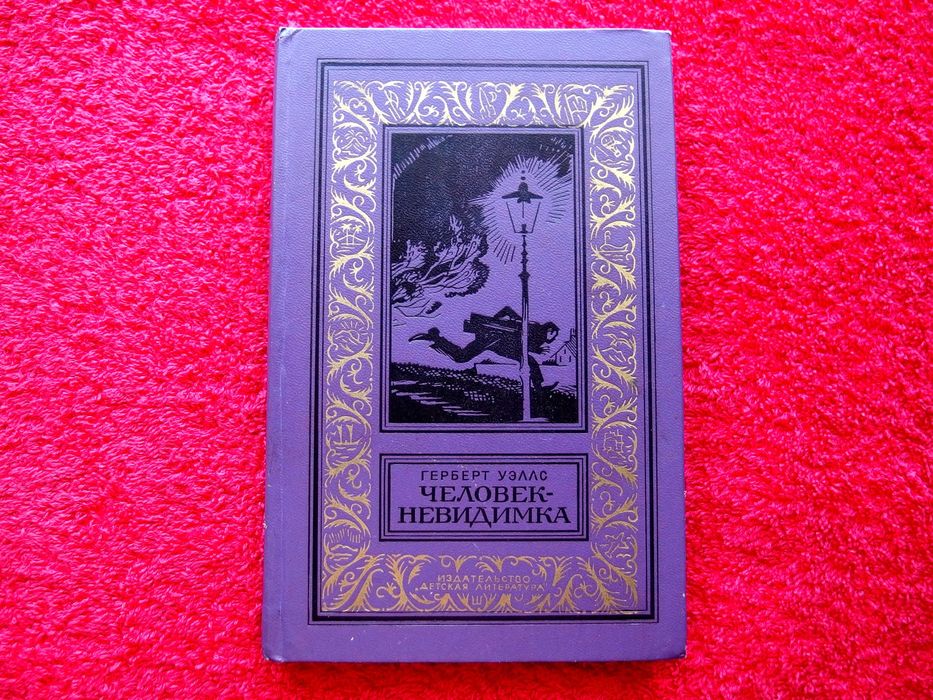 ГЕРБЕРТ УЭЛЛС
ЧЕЛОВЕК-
НЕВИДИМКА
ИЗДАТЕЛЬСТВО
„ДЕТСКАЯ ЛИТЕРАТУРА"